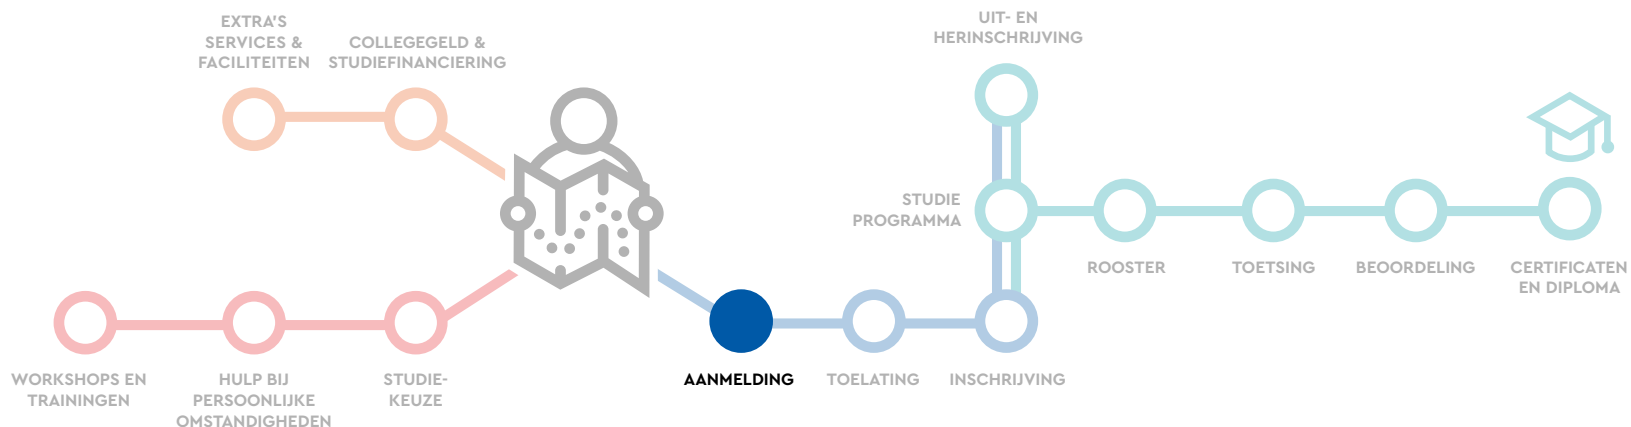 EXTRA'S
SERVICES &
FACILITEITEN
COLLEGEGELD &
STUDIEFINANCIERING
UIT- EN
HERINSCHRIJVING
STUDIE
PROGRAMMA
ROOSTER
TOETSING
BEOORDELING
CERTIFICATEN
EN DIPLOMA
WORKSHOPS EN
TRAININGEN
HULP BIJ
PERSOONLIJKE
OMSTANDIGHEDEN
STUDIE-
KEUZE
AANMELDING
TOELATING
INSCHRIJVING